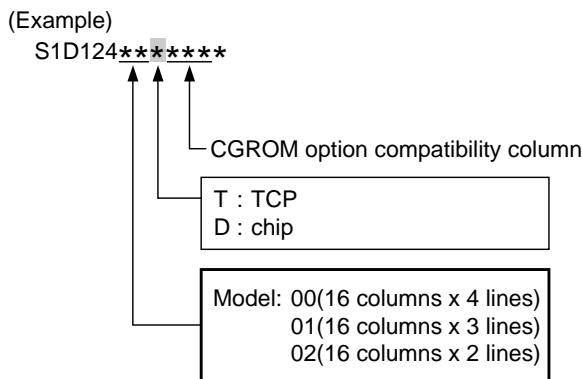 (Example)
S1D124*******
CGROM option compatibility column
T : TCP
D : chip
Model: 00(16 columns x 4 lines)
01(16 columns x 3 lines)
02(16 columns x 2 lines)